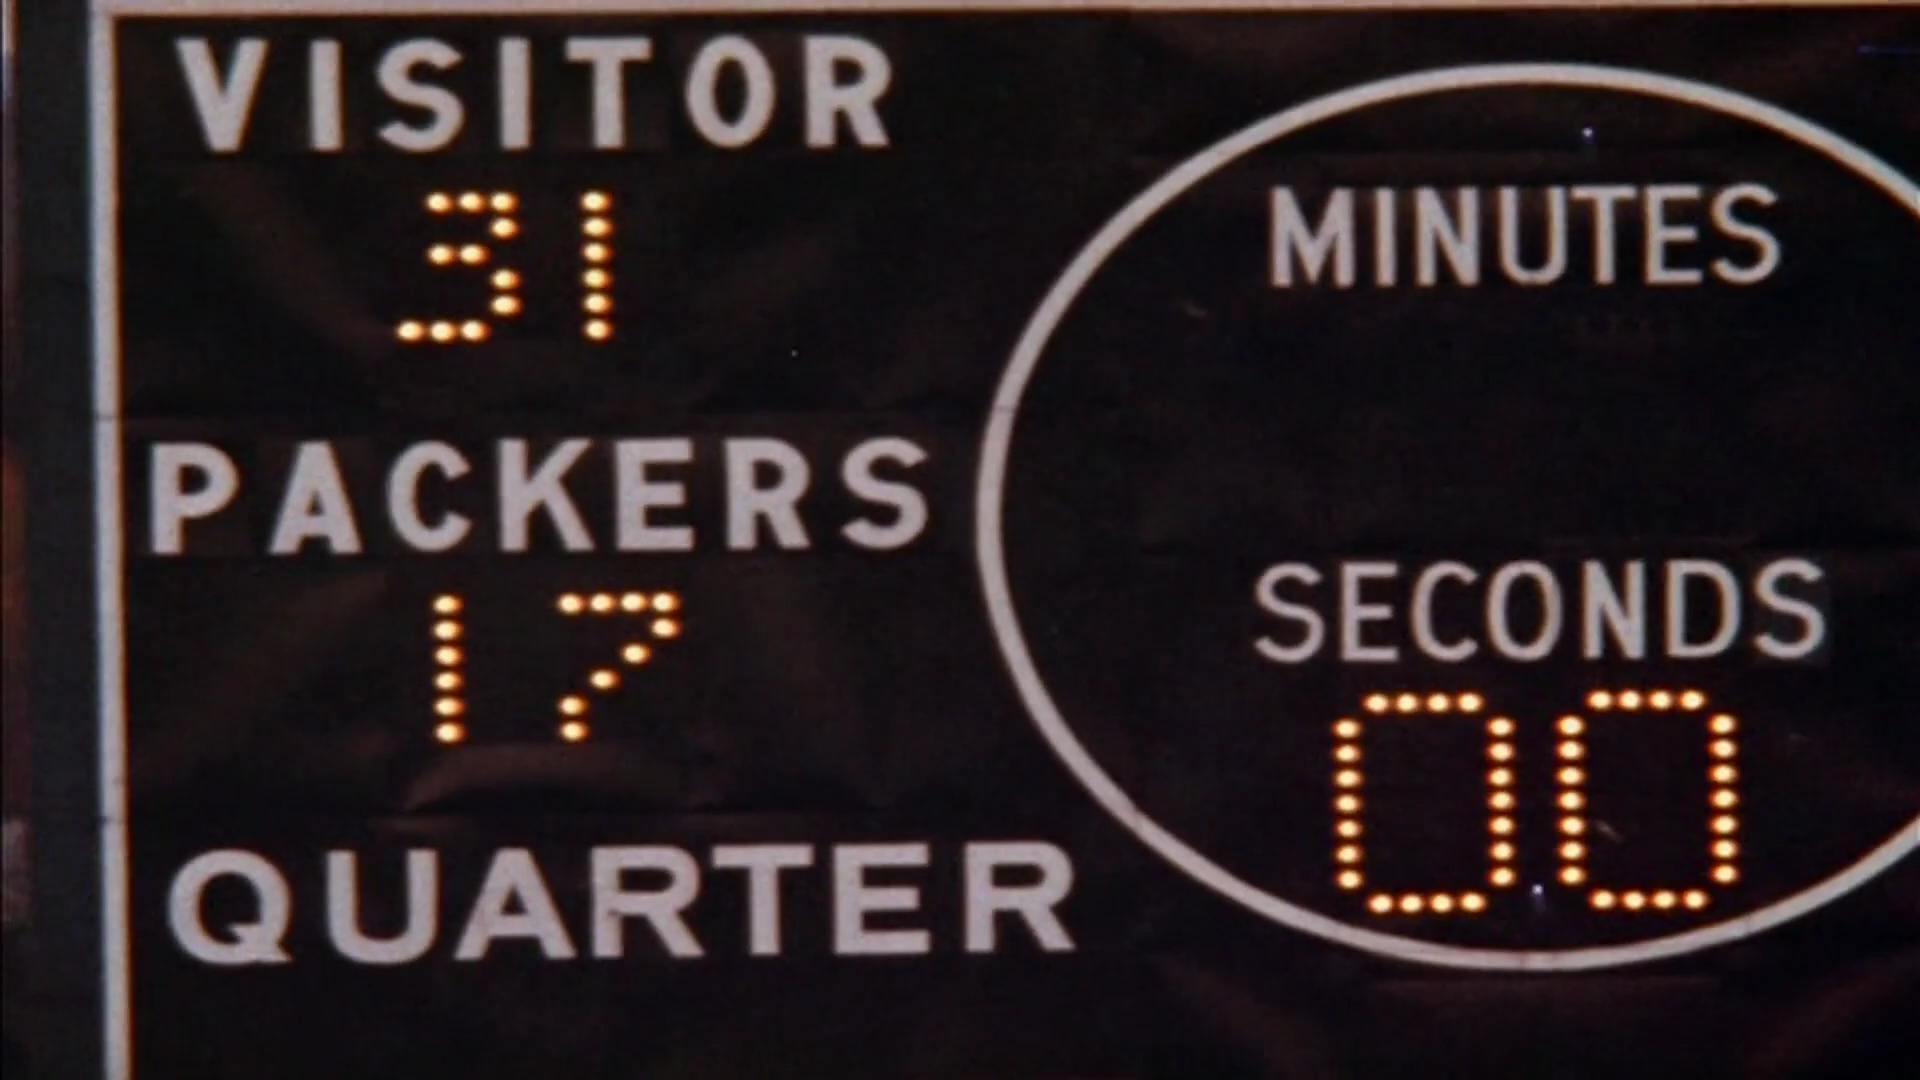 VISITOR
31
PACKERS
17
QUARTER
MINUTES
SECONDS
00